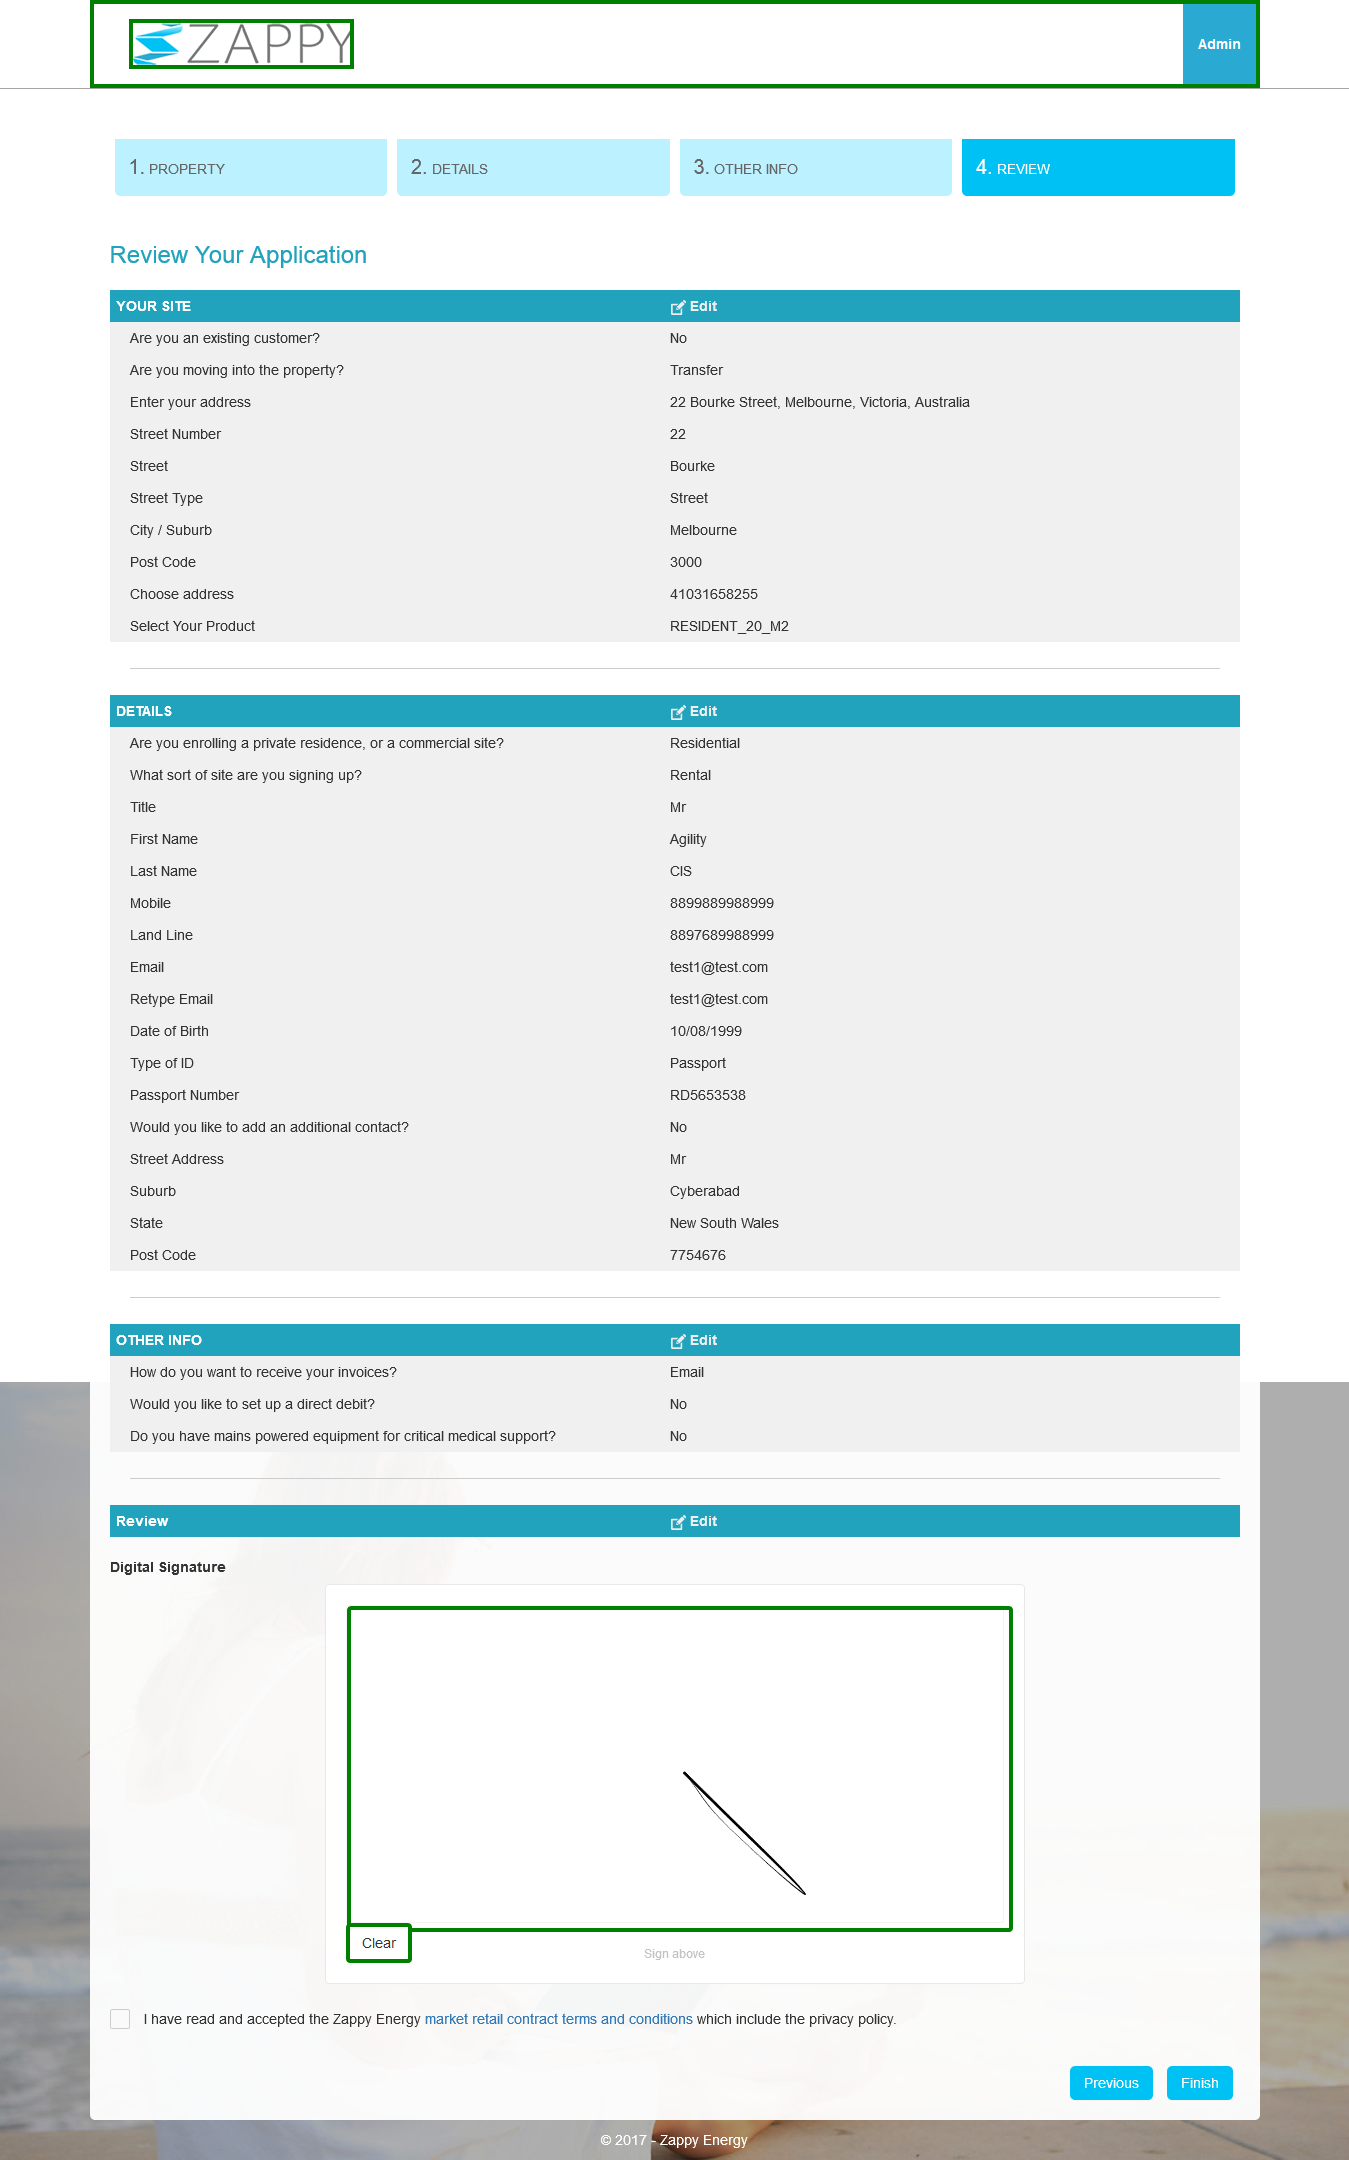 ZAPPY
Admin
1. PROPERTY
2. DETAILS
3. OTHER INFO
4. REVIEW
Review Your Application
YOUR SITE Edit
Are you an existing customer? No
Are you moving into the property? Transfer
Enter your address 22 Bourke Street, Melbourne, Victoria, Australia
Street Number 22
Street Bourke
Street Type Street
City / Suburb Melbourne
Post Code 3000
Choose address 41031658255
Select Your Product RESIDENT_20_M2
DETAILS Edit
Are you enrolling a private residence, or a commercial site? Residential
What sort of site are you signing up? Rental
Title Mr
First Name Agility
Last Name CIS
Mobile 8899889988999
Land Line 8897689988999
Email test1@test.com
Retype Email test1@test.com
Date of Birth 10/08/1999
Type of ID Passport
Passport Number RD5653538
Would you like to add an additional contact? No
Street Address Mr
Suburb Cyberabad
State New South Wales
Post Code 7754676
OTHER INFO Edit
How do you want to receive your invoices? Email
Would you like to set up a direct debit? No
Do you have mains powered equipment for critical medical support? No
Review Edit
Digital Signature
Clear
Sign above
I have read and accepted the Zappy Energy market retail contract terms and conditions which include the privacy policy.
Previous
Finish
© 2017 - Zappy Energy